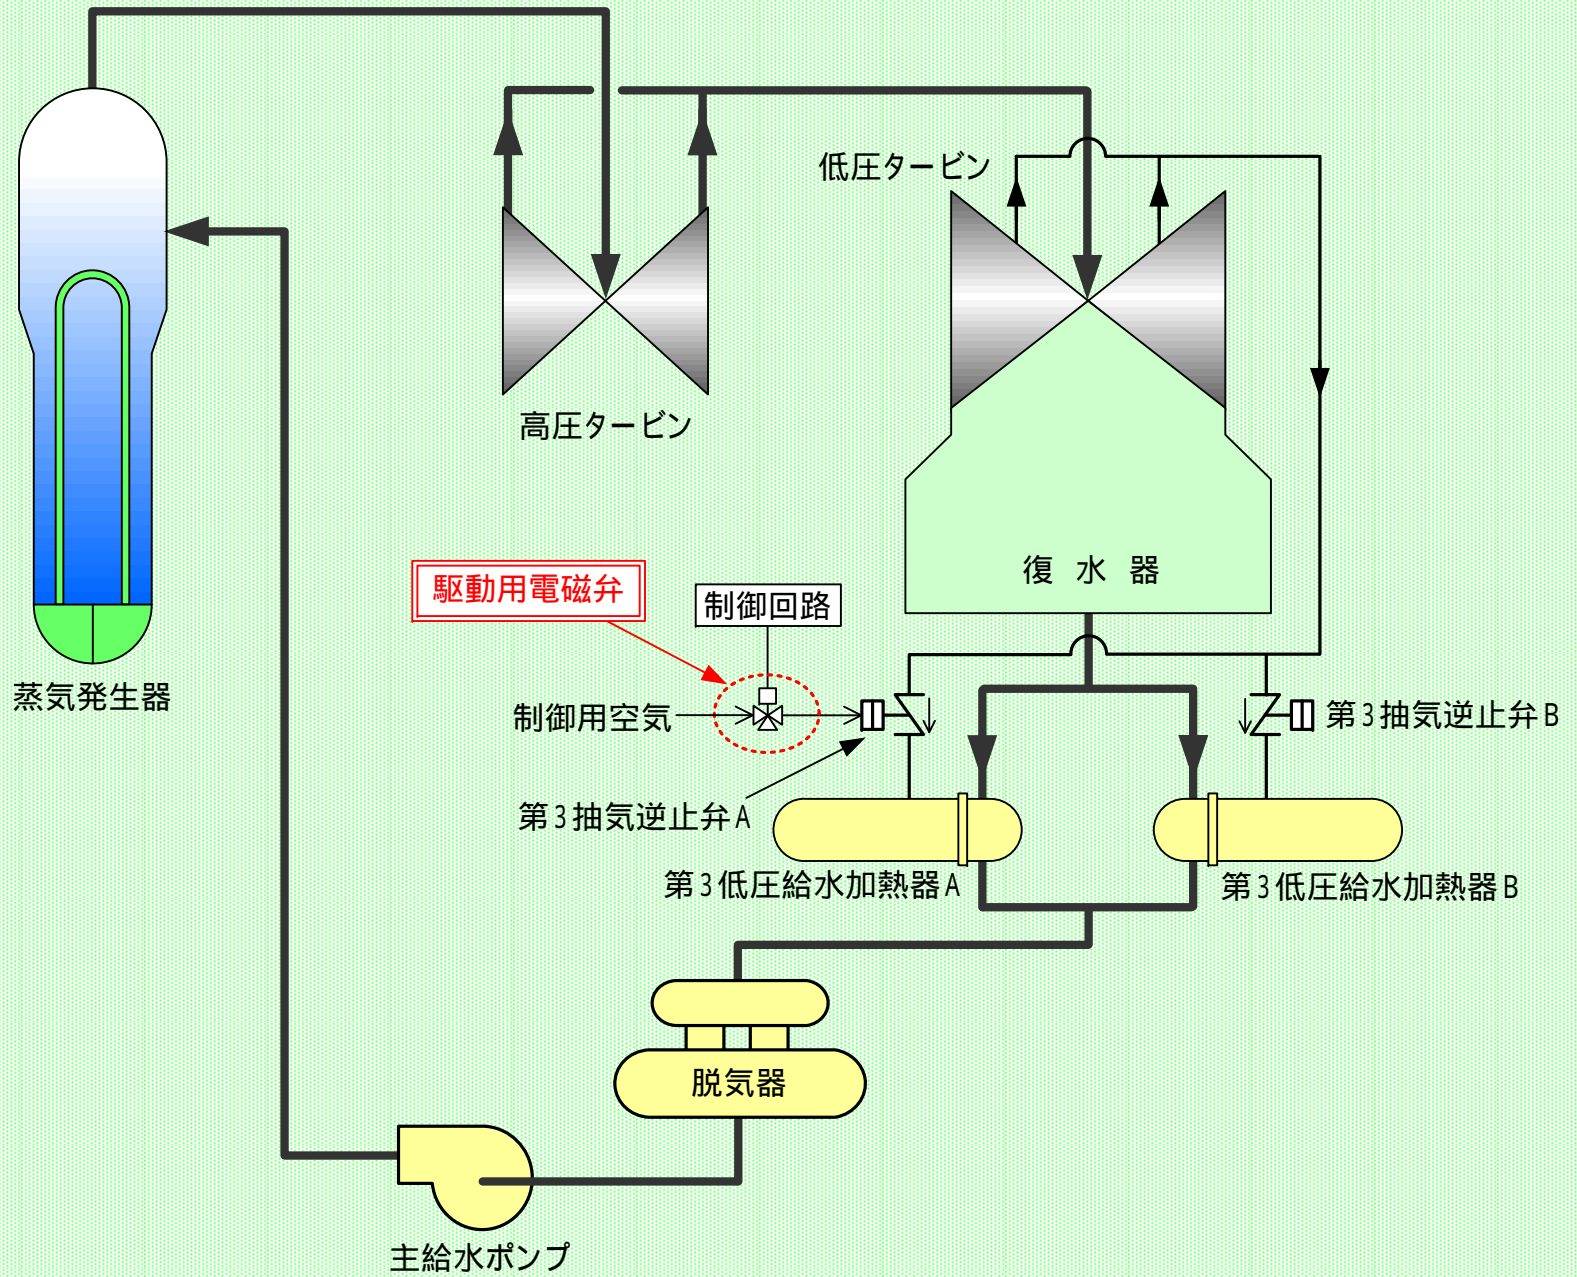 低圧タービン
高圧タービン
復水器
駆動用電磁弁
制御回路
蒸気発生器
制御用空気
第3抽気逆止弁B
第3抽気逆止弁A
第3低圧給水加熱器A
第3低圧給水加熱器B
脱気器
主給水ポンプ